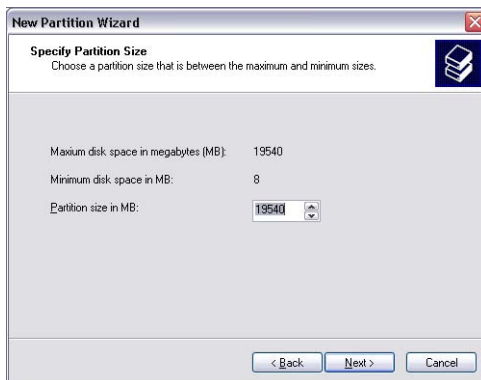 New Partition Wizard
Specify Partition Size
Choose a partition size that is between the maximum and minimum sizes.
Maxium disk space in megabytes (MB): 19540
Minimum disk space in MB: 8
Partition size in MB: 19540
< Back Next > Cancel